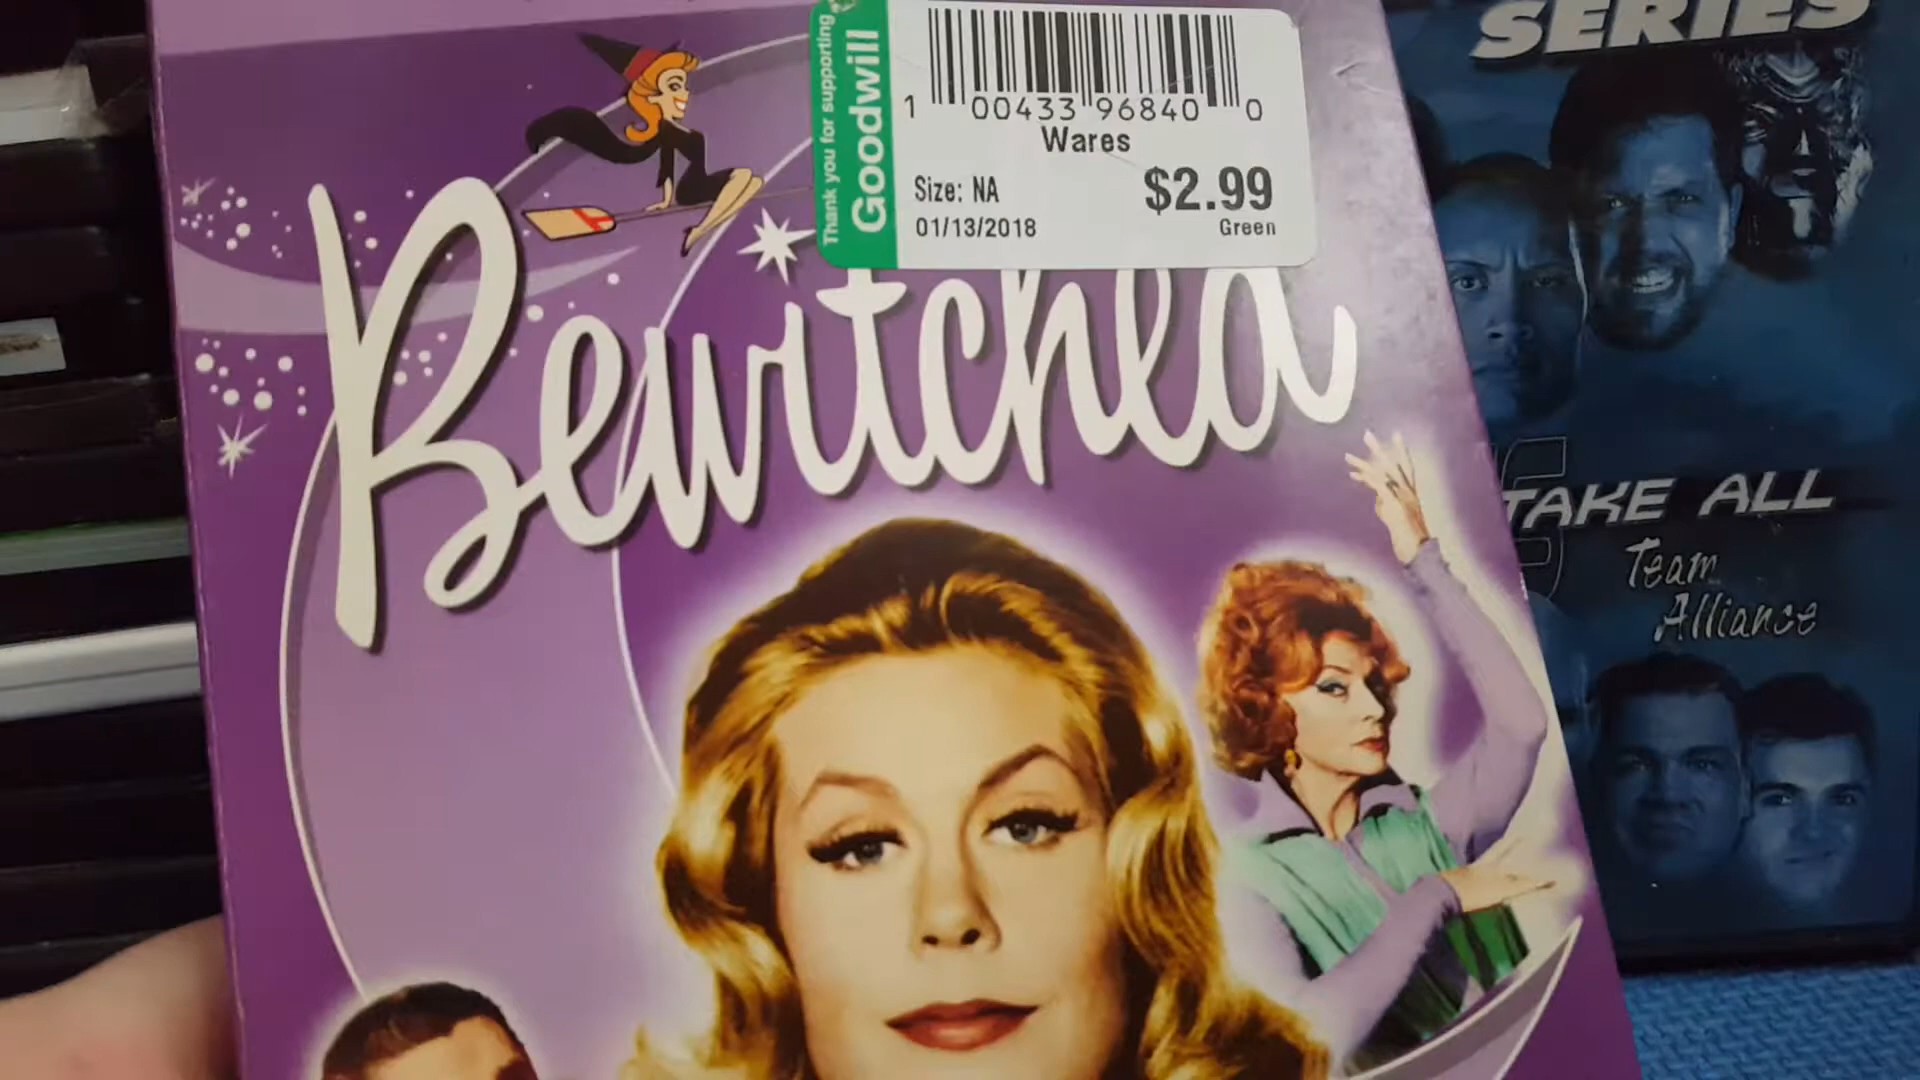 Thank you for supporting
Goodwill
1 00433 96840 0
Wares
Size: NA
$2.99
01/13/2018
Green
Bewitched
SERIES
TAKE ALL
Team
Alliance